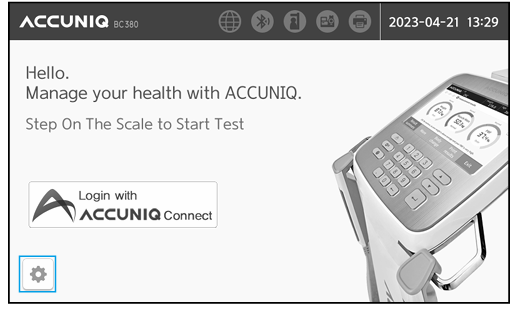 ACCUNIQ BC380
2023-04-21 13:29
Hello.
Manage your health with ACCUNIQ.
Step On The Scale to Start Test
Login with
ACCUNIQ Connect